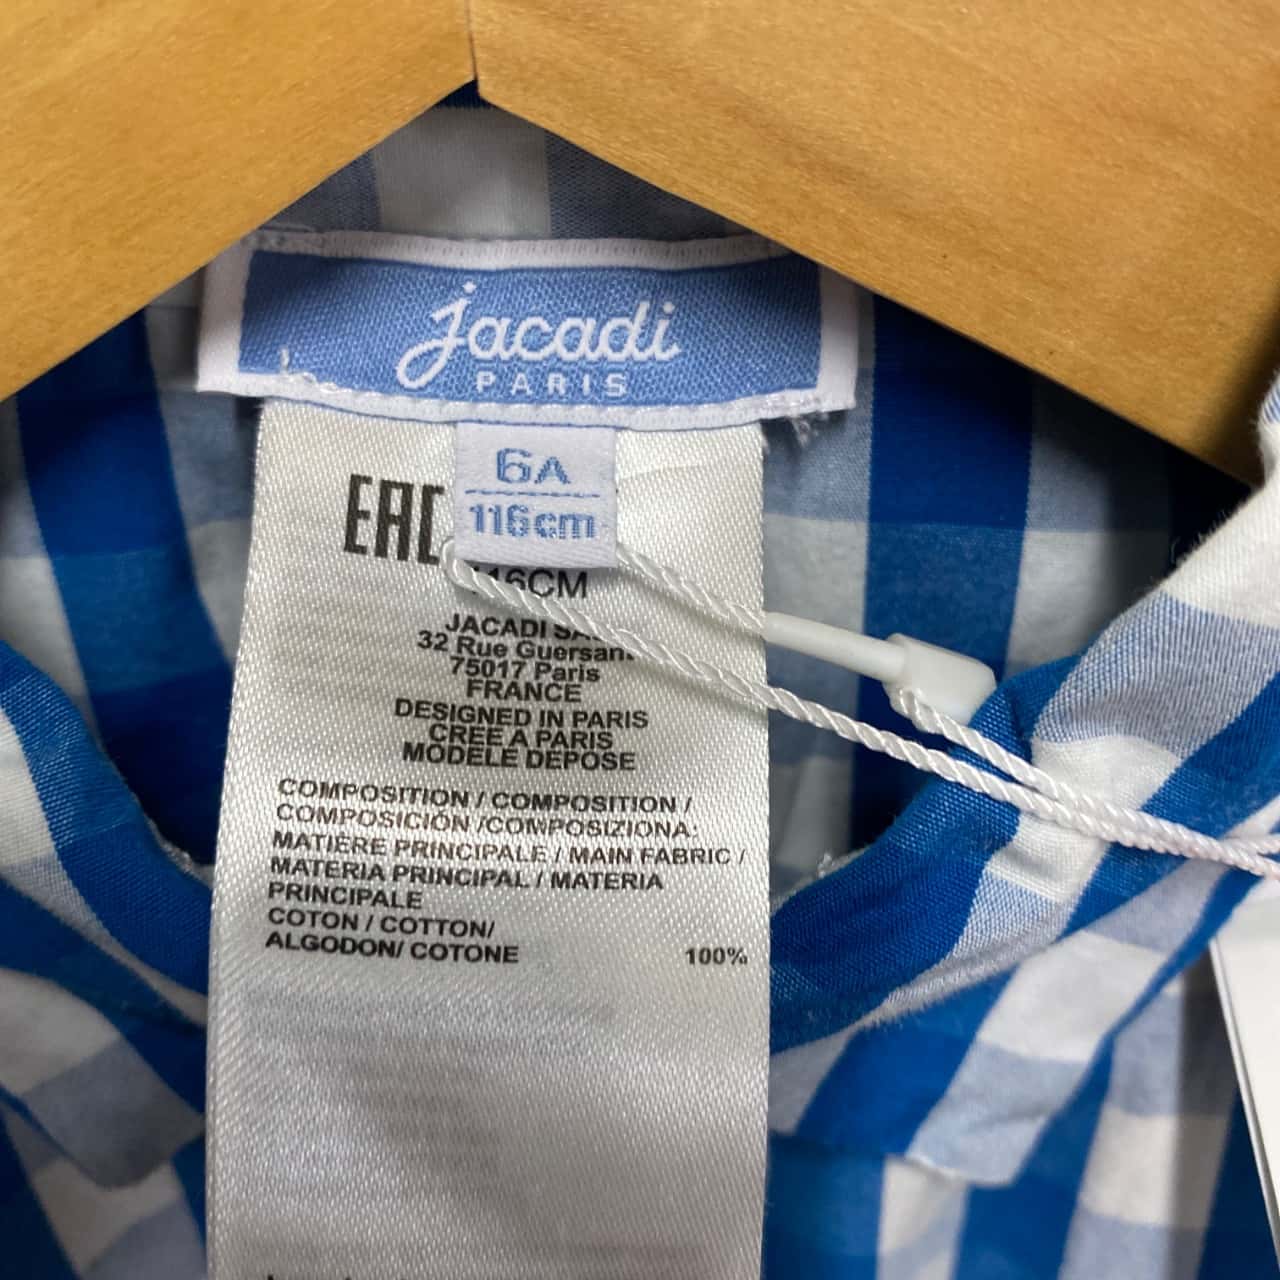 jacadi
PARIS
6A
116cm
EAC
116CM
JACADI
32 Rue Guersant
75017 Paris
FRANCE
DESIGNED IN PARIS
CREE A PARIS
MODELE DEPOSE
COMPOSITION / COMPOSITION /
COMPOSICIÓN /COMPOSIZIONA:
MATIERE PRINCIPALE / MAIN FABRIC /
MATERIA PRINCIPAL / MATERIA
PRINCIPALE
COTON / COTTON/
ALGODON/ COTONE 100%